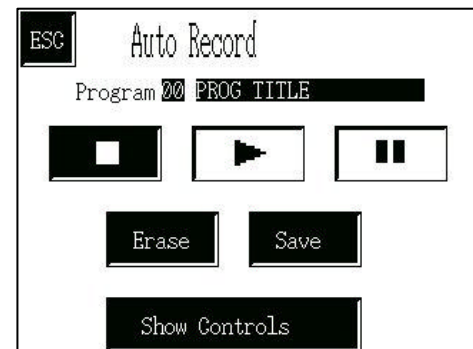 ESC Auto Record
Program 00 PROG TITLE
Erase Save
Show Controls